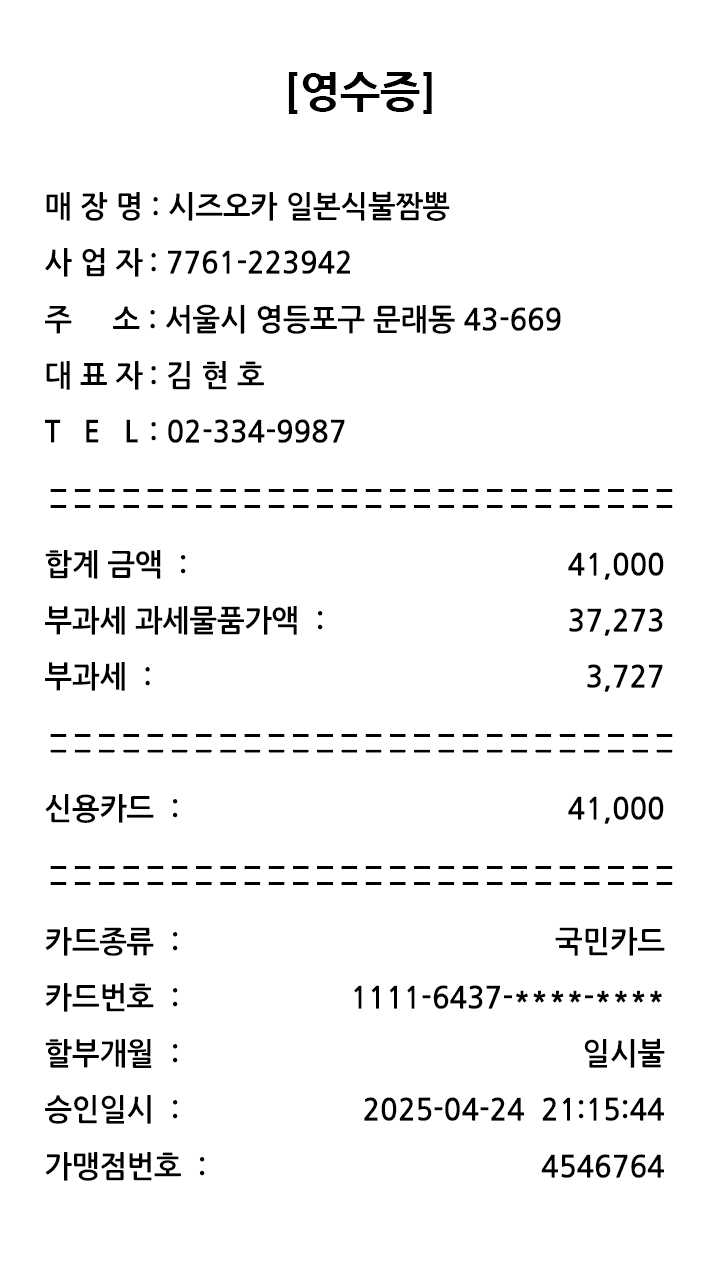 [영수증]
매 장 명 : 시즈오카 일본식불짬뽕
사 업 자 : 7761-223942
주 소 : 서울시 영등포구 문래동 43-669
대 표 자 : 김 현 호
T E L : 02-334-9987
==========================
합계 금액 : 41,000
부과세 과세물품가액 : 37,273
부과세 : 3,727
==========================
신용카드 : 41,000
==========================
카드종류 : 국민카드
카드번호 : 1111-6437-****-****
할부개월 : 일시불
승인일시 : 2025-04-24 21:15:44
가맹점번호 : 4546764